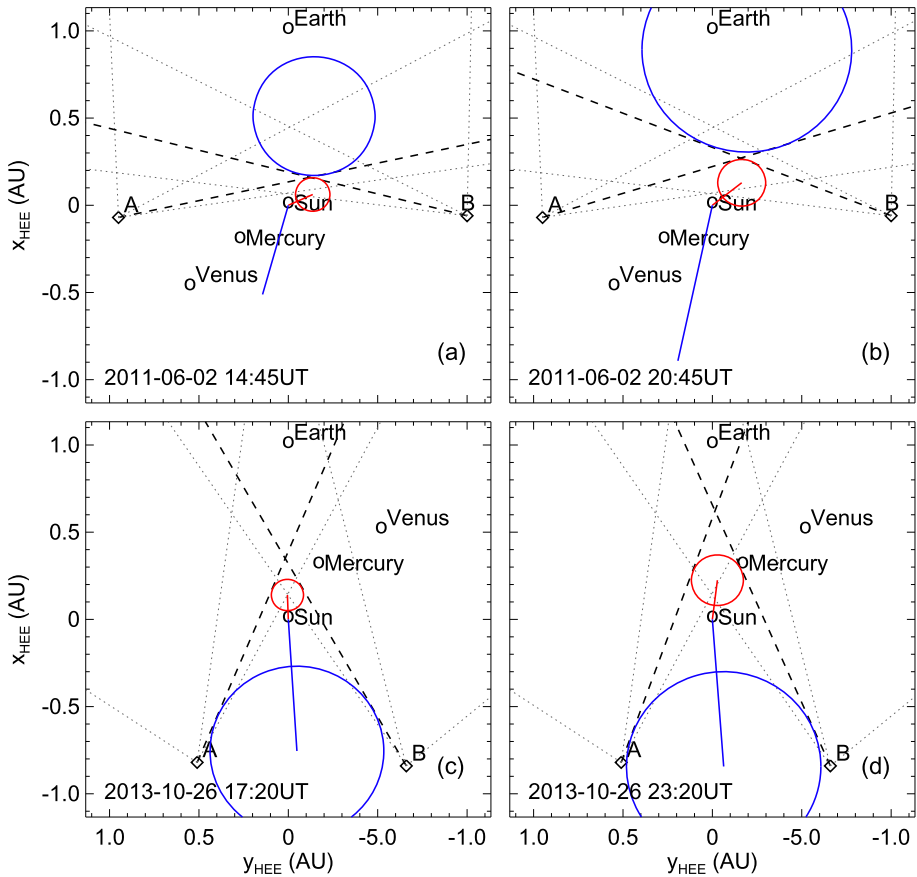 1.0
0.5
0
-0.5
-1.0
x_HEE (AU)
Earth
A
B
Sun
Mercury
Venus
(a)
2011-06-02 14:45UT
Earth
A
B
Sun
Mercury
Venus
(b)
2011-06-02 20:45UT
1.0
0.5
0
-0.5
-1.0
x_HEE (AU)
Earth
Venus
Mercury
Sun
A
B
(c)
2013-10-26 17:20UT
1.0 0.5 0 -0.5 -1.0
y_HEE (AU)
Earth
Venus
Mercury
Sun
A
B
(d)
2013-10-26 23:20UT
1.0 0.5 0 -0.5 -1.0
y_HEE (AU)